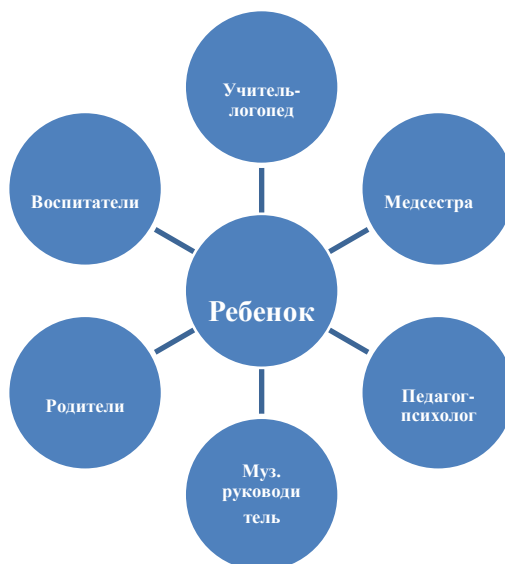 Учитель-
логопед
Воспитатели
Медсестра
Ребенок
Родители
Педагог-
психолог
Муз.
руководи
тель